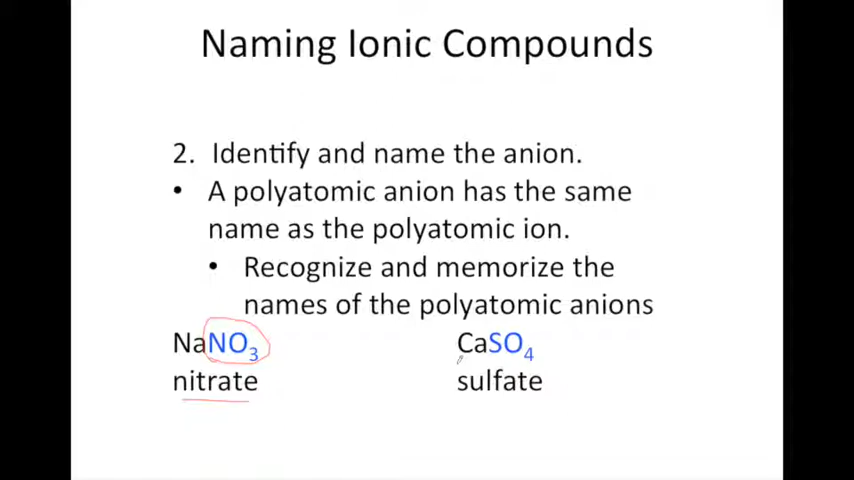 Naming Ionic Compounds
2. Identify and name the anion.
• A polyatomic anion has the same
name as the polyatomic ion.
• Recognize and memorize the
names of the polyatomic anions
NaNO₃ CaSO₄
nitrate sulfate